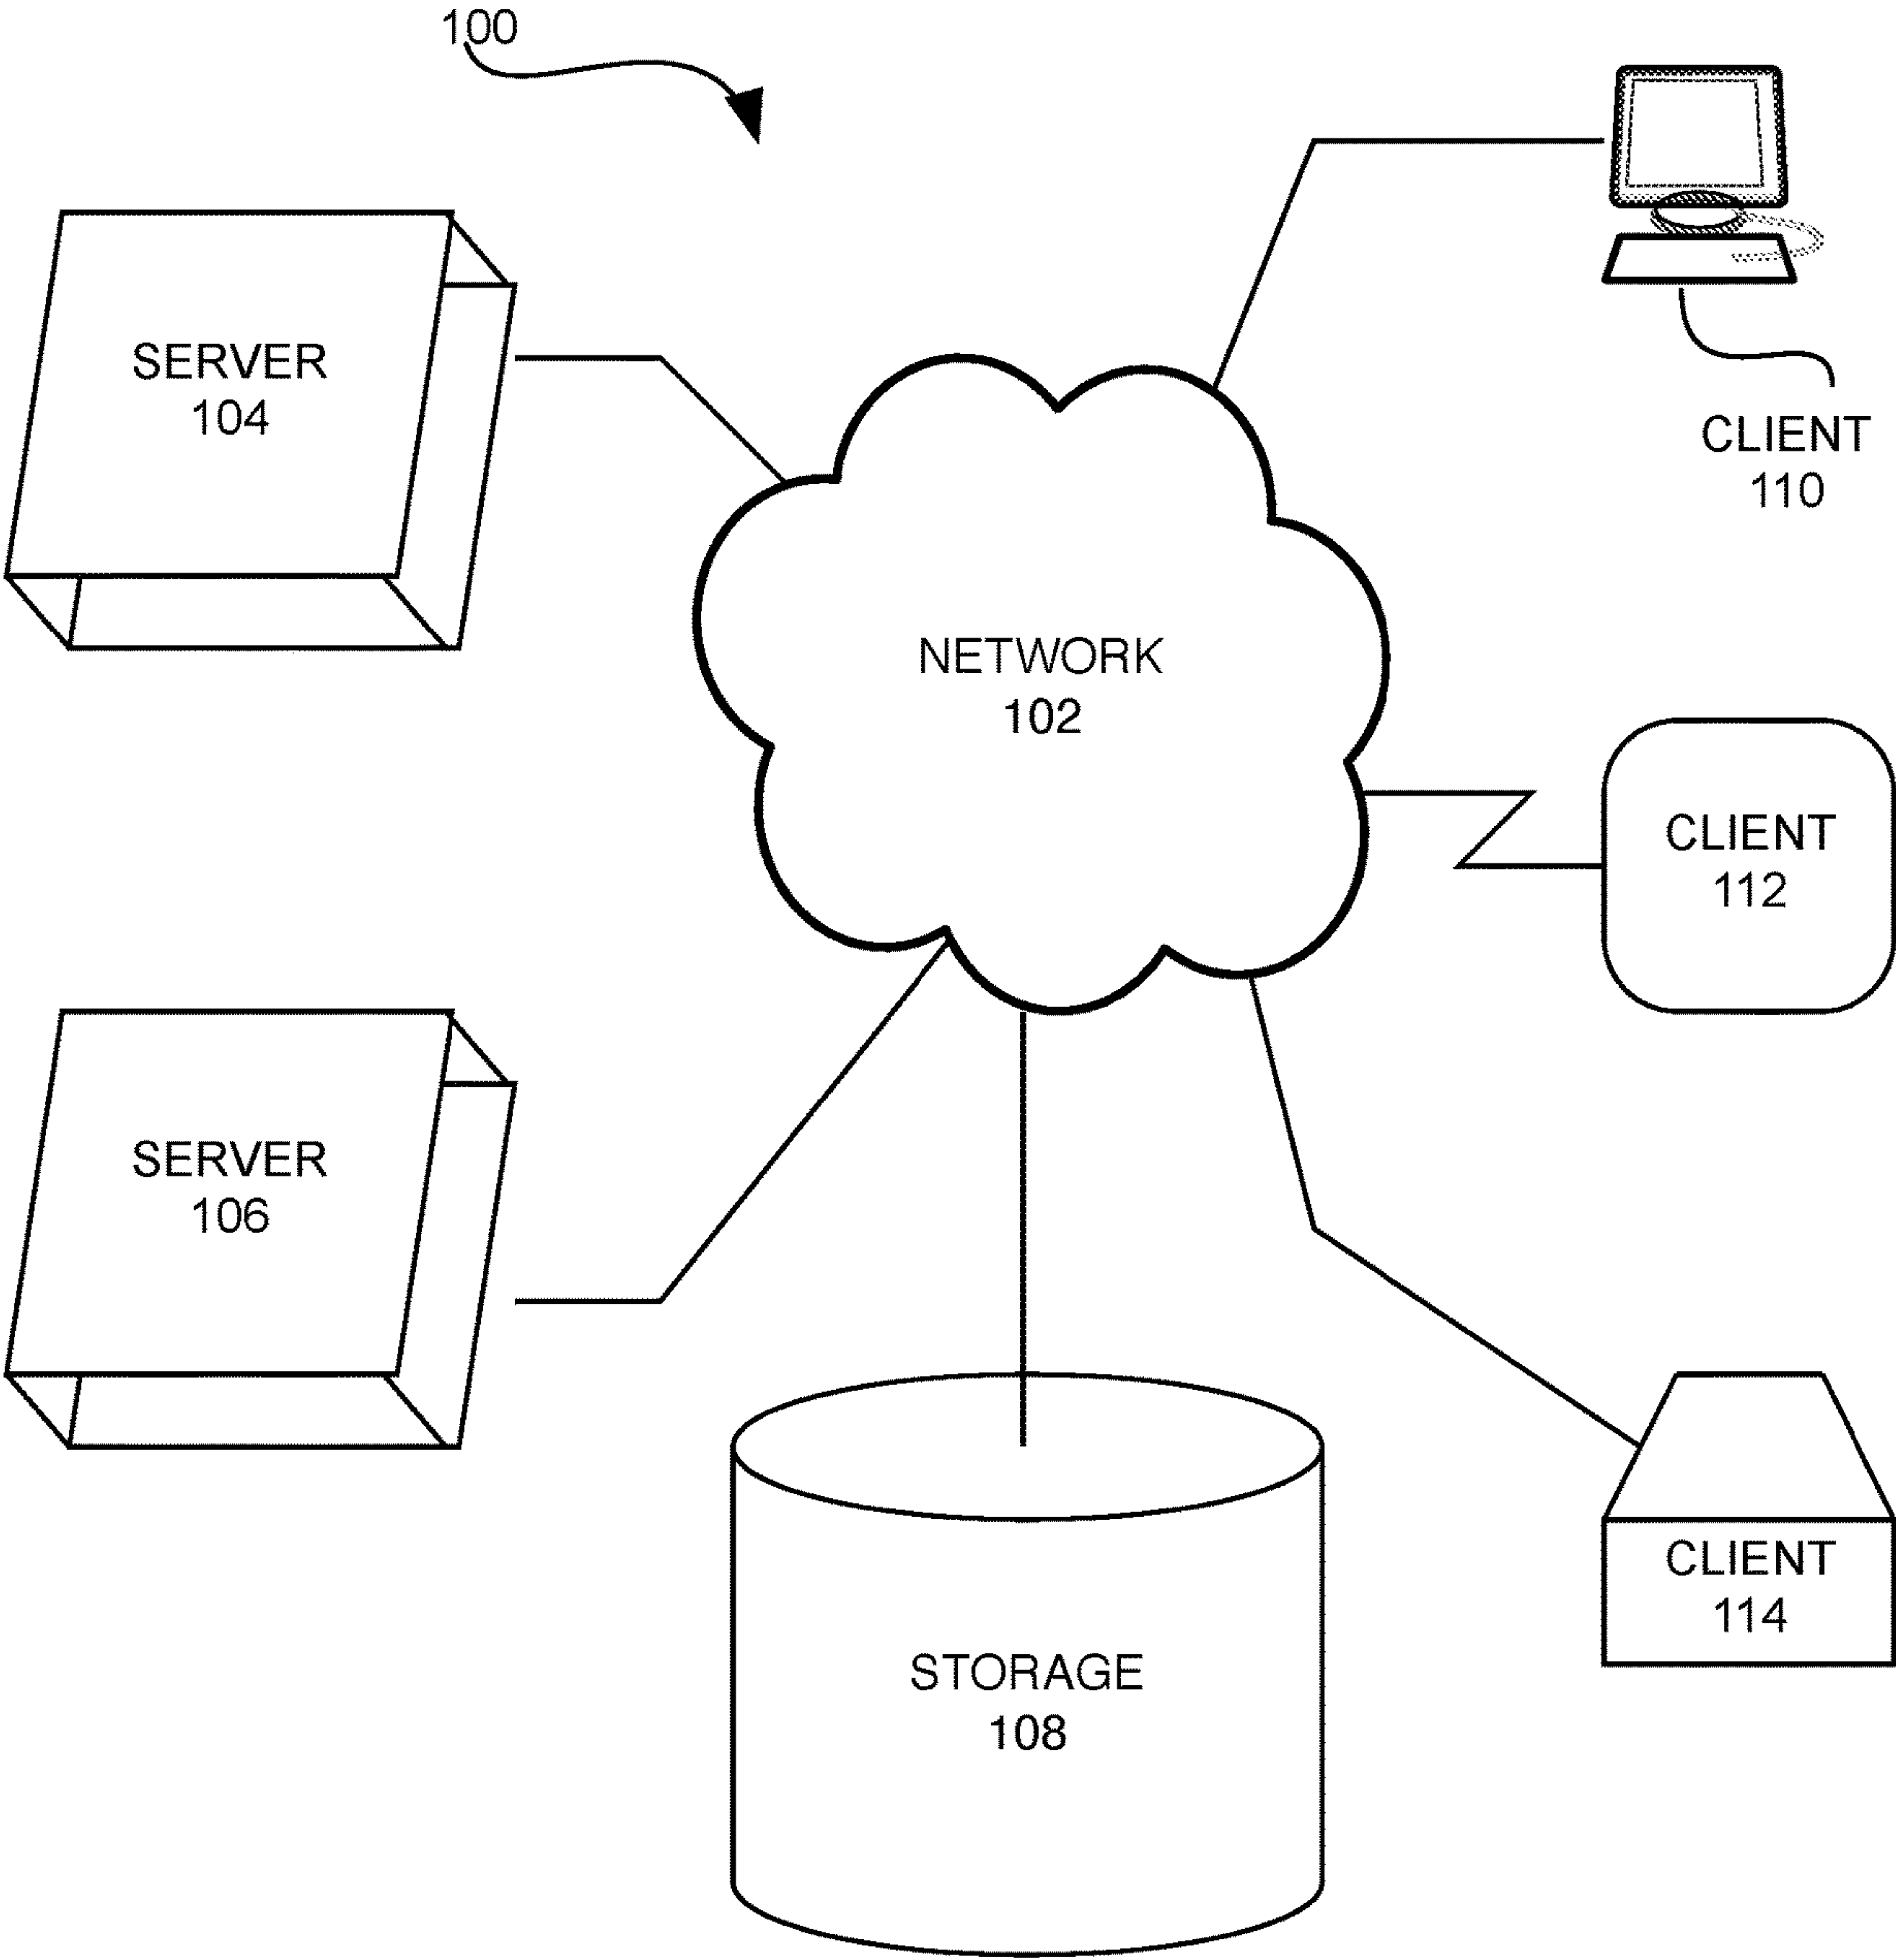 100
SERVER
104
CLIENT
110
NETWORK
102
CLIENT
112
SERVER
106
CLIENT
114
STORAGE
108